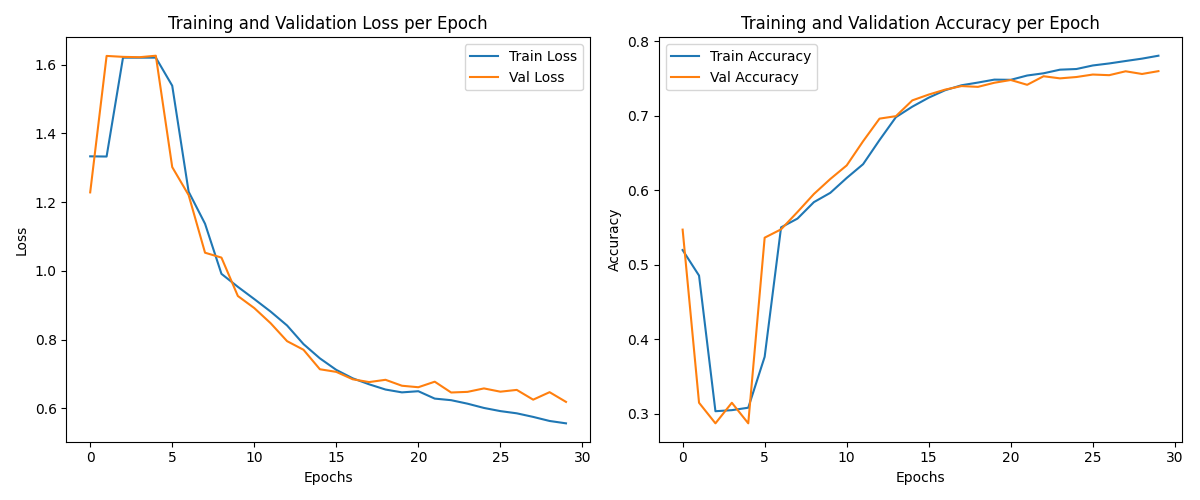 Training and Validation Loss per Epoch
Train Loss
Val Loss
1.6
1.4
1.2
1.0
0.8
0.6
Loss
0
5
10
15
20
25
30
Epochs
Training and Validation Accuracy per Epoch
Train Accuracy
Val Accuracy
0.8
0.7
0.6
0.5
0.4
0.3
Accuracy
0
5
10
15
20
25
30
Epochs